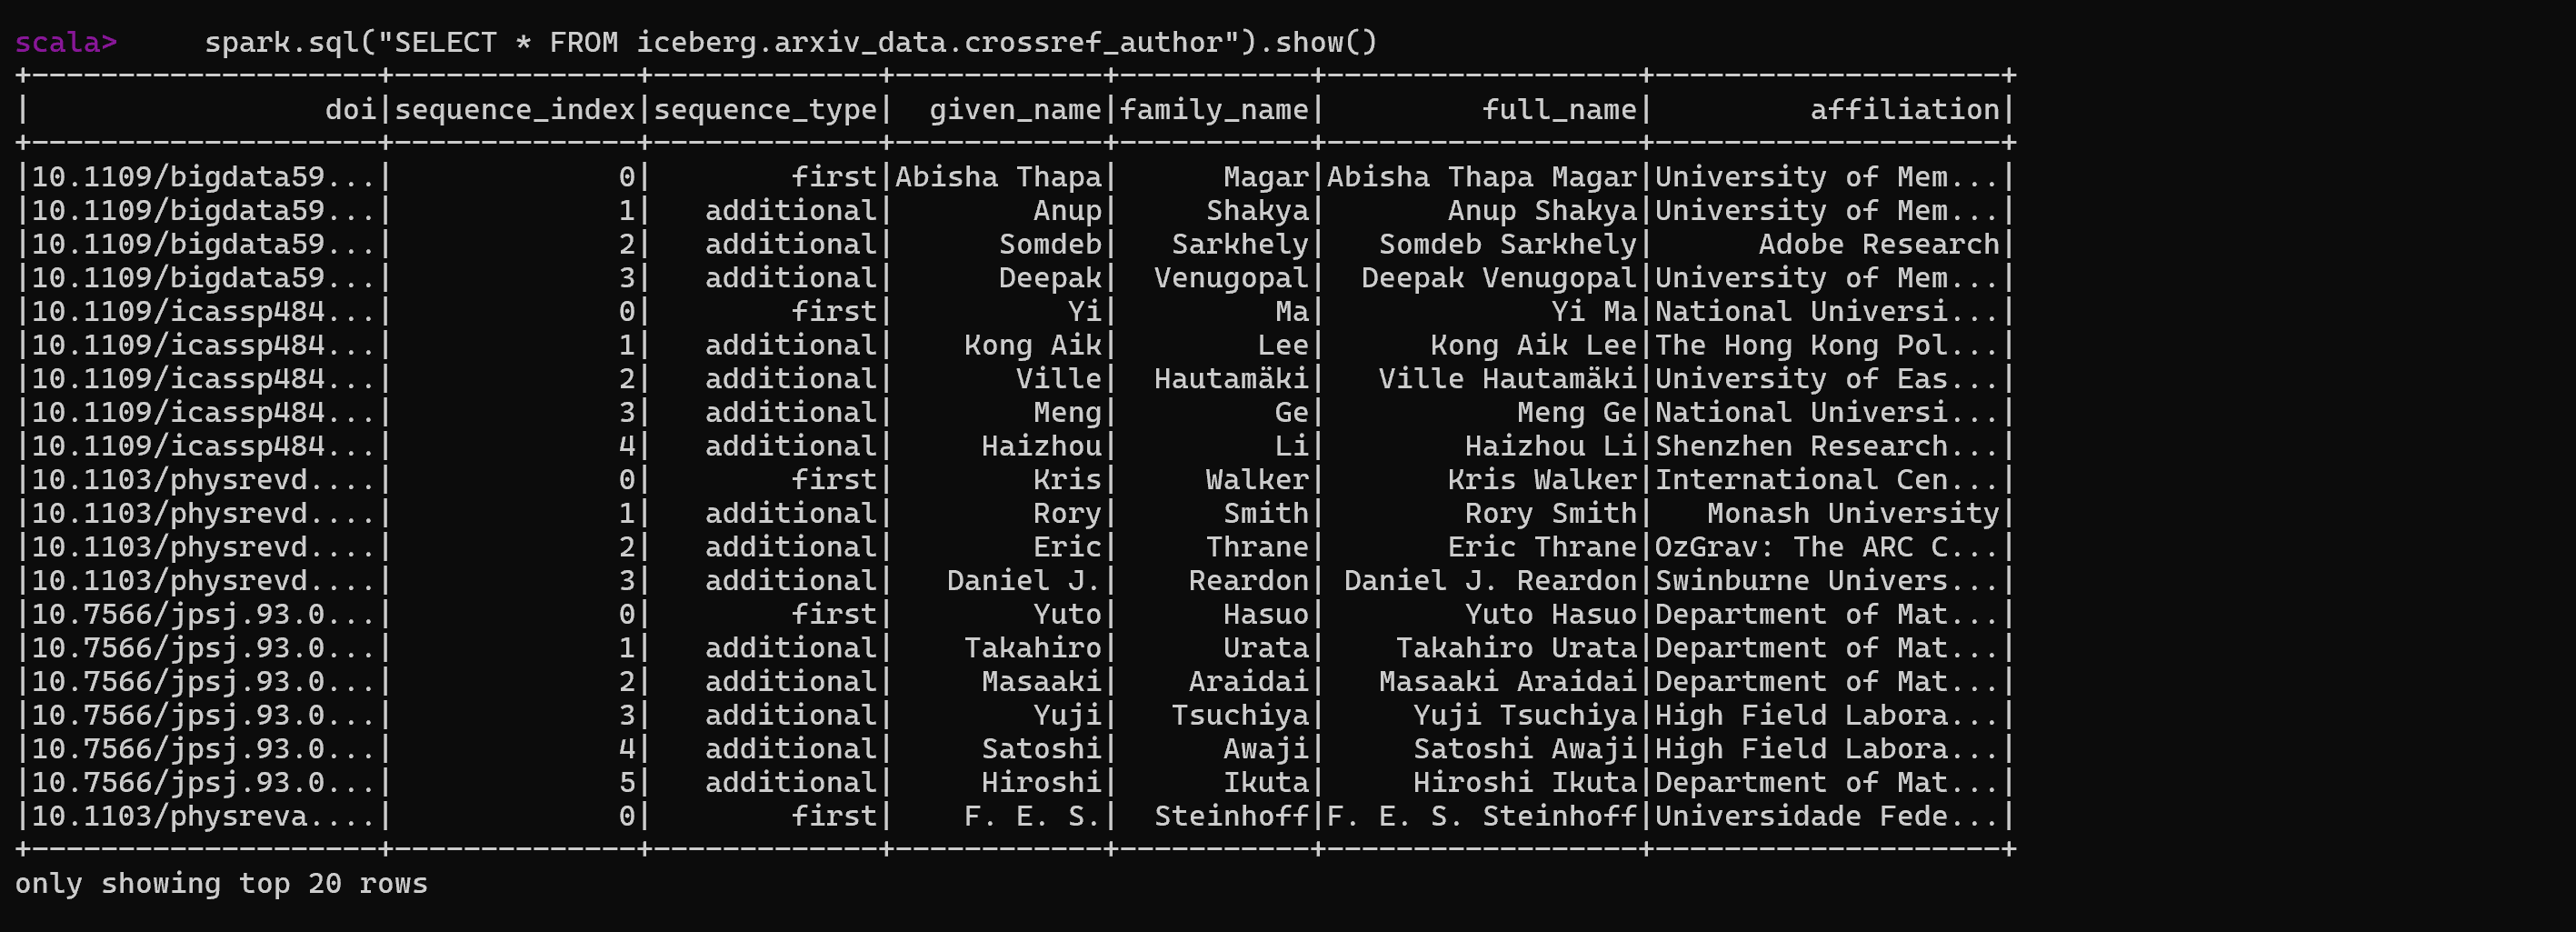 scala>     spark.sql("SELECT * FROM iceberg.arxiv_data.crossref_author").show()
+--------------------+--------------+-------------+------------+-----------+------------------+--------------------+
|                 doi|sequence_index|sequence_type|  given_name|family_name|         full_name|         affiliation|
+--------------------+--------------+-------------+------------+-----------+------------------+--------------------+
|10.1109/bigdata59...|             0|        first|Abisha Thapa|      Magar|Abisha Thapa Magar|University of Mem...|
|10.1109/bigdata59...|             1|   additional|        Anup|     Shakya|       Anup Shakya|University of Mem...|
|10.1109/bigdata59...|             2|   additional|      Somdeb|   Sarkhely|   Somdeb Sarkhely|      Adobe Research|
|10.1109/bigdata59...|             3|   additional|      Deepak|  Venugopal|  Deepak Venugopal|University of Mem...|
|10.1109/icassp484...|             0|        first|          Yi|         Ma|             Yi Ma|National Universi...|
|10.1109/icassp484...|             1|   additional|    Kong Aik|        Lee|      Kong Aik Lee|The Hong Kong Pol...|
|10.1109/icassp484...|             2|   additional|       Ville|  Hautamäki|   Ville Hautamäki|University of Eas...|
|10.1109/icassp484...|             3|   additional|        Meng|         Ge|           Meng Ge|National Universi...|
|10.1109/icassp484...|             4|   additional|     Haizhou|         Li|        Haizhou Li|Shenzhen Research...|
|10.1103/physrevd....|             0|        first|        Kris|     Walker|       Kris Walker|International Cen...|
|10.1103/physrevd....|             1|   additional|        Rory|      Smith|        Rory Smith|   Monash University|
|10.1103/physrevd....|             2|   additional|        Eric|     Thrane|       Eric Thrane|OzGrav: The ARC C...|
|10.1103/physrevd....|             3|   additional|   Daniel J.|    Reardon| Daniel J. Reardon|Swinburne Univers...|
|10.7566/jpsj.93.0...|             0|        first|        Yuto|      Hasuo|        Yuto Hasuo|Department of Mat...|
|10.7566/jpsj.93.0...|             1|   additional|    Takahiro|      Urata|    Takahiro Urata|Department of Mat...|
|10.7566/jpsj.93.0...|             2|   additional|     Masaaki|    Araidai|   Masaaki Araidai|Department of Mat...|
|10.7566/jpsj.93.0...|             3|   additional|        Yuji|   Tsuchiya|     Yuji Tsuchiya|High Field Labora...|
|10.7566/jpsj.93.0...|             4|   additional|     Satoshi|      Awaji|     Satoshi Awaji|High Field Labora...|
|10.7566/jpsj.93.0...|             5|   additional|     Hiroshi|      Ikuta|     Hiroshi Ikuta|Department of Mat...|
|10.1103/physreva....|             0|        first|    F. E. S.|  Steinhoff|F. E. S. Steinhoff|Universidade Fede...|
+--------------------+--------------+-------------+------------+-----------+------------------+--------------------+
only showing top 20 rows